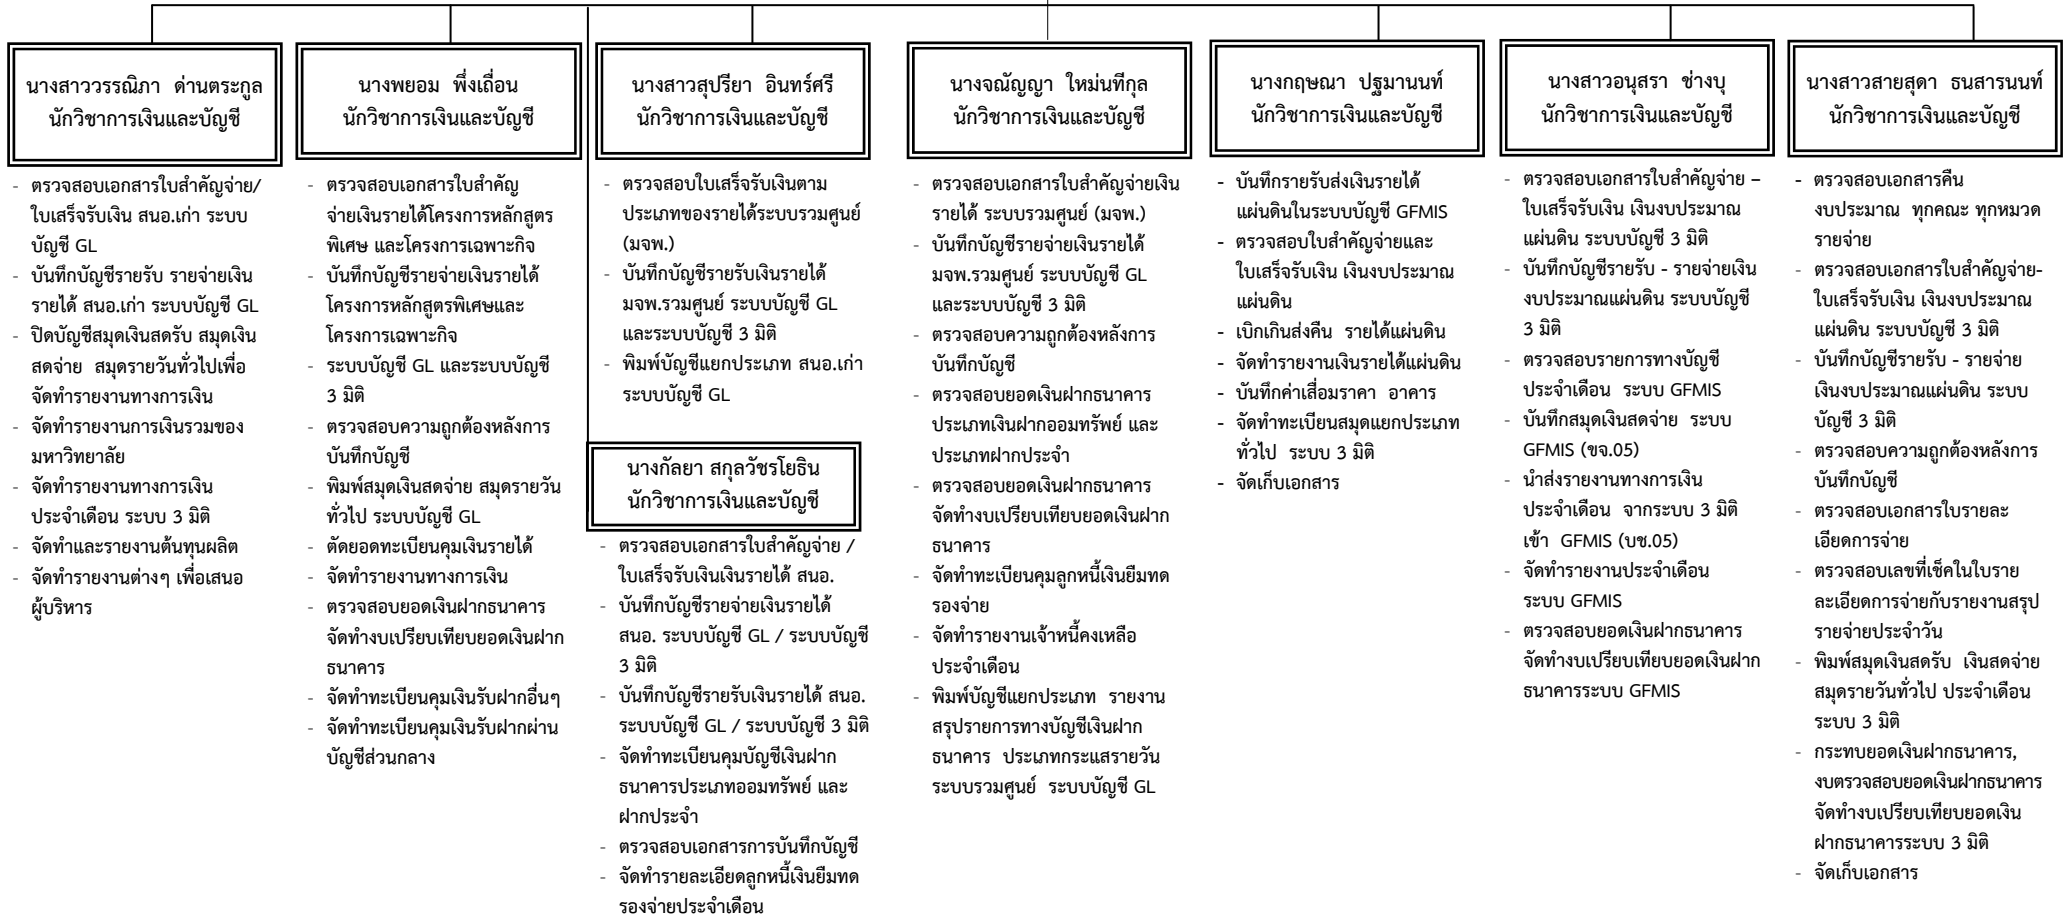 นางสาววรรณิภา ด่านตระกูล
นักวิชาการเงินและบัญชี
- ตรวจสอบเอกสารใบสำคัญจ่าย/
ใบเสร็จรับเงิน สนอ.เก่า ระบบ
บัญชี GL
- บันทึกบัญชีรายรับ รายจ่ายเงิน
รายได้ สนอ.เก่า ระบบบัญชี GL
- ปิดบัญชีสมุดเงินสดรับ สมุดเงิน
สดจ่าย สมุดรายวันทั่วไปเพื่อ
จัดทำรายงานทางการเงิน
- จัดทำรายงานการเงินรวมของ
มหาวิทยาลัย
- จัดทำรายงานทางการเงิน
ประจำเดือน ระบบ 3 มิติ
- จัดทำและรายงานต้นทุนผลิต
- จัดทำรายงานต่างๆ เพื่อเสนอ
ผู้บริหาร
นางพยอม พึ่งเถื่อน
นักวิชาการเงินและบัญชี
- ตรวจสอบเอกสารใบสำคัญ
จ่ายเงินรายได้โครงการหลักสูตร
พิเศษ และโครงการเฉพาะกิจ
- บันทึกบัญชีรายจ่ายเงินรายได้
โครงการหลักสูตรพิเศษและ
โครงการเฉพาะกิจ
- ระบบบัญชี GL และระบบบัญชี
3 มิติ
- ตรวจสอบความถูกต้องหลังการ
บันทึกบัญชี
- พิมพ์สมุดเงินสดจ่าย สมุดรายวัน
ทั่วไป ระบบบัญชี GL
- ตัดยอดทะเบียนคุมเงินรายได้
- จัดทำรายงานทางการเงิน
- ตรวจสอบยอดเงินฝากธนาคาร
จัดทำงบเปรียบเทียบยอดเงินฝาก
ธนาคาร
- จัดทำทะเบียนคุมเงินรับฝากอื่นๆ
- จัดทำทะเบียนคุมเงินรับฝากผ่าน
บัญชีส่วนกลาง
นางสาวสุปรียา อินทร์ศรี
นักวิชาการเงินและบัญชี
- ตรวจสอบใบเสร็จรับเงินตาม
ประเภทของรายได้ระบบรวมศูนย์
(มจพ.)
- บันทึกบัญชีรายรับเงินรายได้
มจพ.รวมศูนย์ ระบบบัญชี GL
และระบบบัญชี 3 มิติ
- พิมพ์บัญชีแยกประเภท สนอ.เก่า
ระบบบัญชี GL
นางกัลยา สกุลวัชรโยธิน
นักวิชาการเงินและบัญชี
- ตรวจสอบเอกสารใบสำคัญจ่าย /
ใบเสร็จรับเงินเงินรายได้ สนอ.
- บันทึกบัญชีรายจ่ายเงินรายได้
สนอ. ระบบบัญชี GL / ระบบบัญชี
3 มิติ
- บันทึกบัญชีรายรับเงินรายได้ สนอ.
ระบบบัญชี GL / ระบบบัญชี 3 มิติ
- จัดทำทะเบียนคุมบัญชีเงินฝาก
ธนาคารประเภทออมทรัพย์ และ
ฝากประจำ
- ตรวจสอบเอกสารการบันทึกบัญชี
- จัดทำรายละเอียดลูกหนี้เงินยืมทด
รองจ่ายประจำเดือน
นางจณัญญา ใหม่นทีกุล
นักวิชาการเงินและบัญชี
- ตรวจสอบเอกสารใบสำคัญจ่ายเงิน
รายได้ ระบบรวมศูนย์ (มจพ.)
- บันทึกบัญชีรายจ่ายเงินรายได้
มจพ.รวมศูนย์ ระบบบัญชี GL
และระบบบัญชี 3 มิติ
- ตรวจสอบความถูกต้องหลังการ
บันทึกบัญชี
- ตรวจสอบยอดเงินฝากธนาคาร
ประเภทเงินฝากออมทรัพย์ และ
ประเภทฝากประจำ
- ตรวจสอบยอดเงินฝากธนาคาร
จัดทำงบเปรียบเทียบยอดเงินฝาก
ธนาคาร
- จัดทำทะเบียนคุมลูกหนี้เงินยืมทด
รองจ่าย
- จัดทำรายงานเจ้าหนี้คงเหลือ
ประจำเดือน
- พิมพ์บัญชีแยกประเภท รายงาน
สรุปรายการทางบัญชีเงินฝาก
ธนาคาร ประเภทกระแสรายวัน
ระบบรวมศูนย์ ระบบบัญชี GL
นางกฤษณา ปฐมานนท์
นักวิชาการเงินและบัญชี
- บันทึกรายรับส่งเงินรายได้
แผ่นดินในระบบบัญชี GFMIS
- ตรวจสอบใบสำคัญจ่ายและ
ใบเสร็จรับเงิน เงินงบประมาณ
แผ่นดิน
- เบิกเกินส่งคืน รายได้แผ่นดิน
- จัดทำรายงานเงินรายได้แผ่นดิน
- บันทึกค่าเสื่อมราคา อาคาร
- จัดทำทะเบียนสมุดแยกประเภท
ทั่วไป ระบบ 3 มิติ
- จัดเก็บเอกสาร
นางสาวอนุสรา ช่างบุ
นักวิชาการเงินและบัญชี
- ตรวจสอบเอกสารใบสำคัญจ่าย –
ใบเสร็จรับเงิน เงินงบประมาณ
แผ่นดิน ระบบบัญชี 3 มิติ
- บันทึกบัญชีรายรับ - รายจ่ายเงิน
งบประมาณแผ่นดิน ระบบบัญชี
3 มิติ
- ตรวจสอบรายการทางบัญชี
ประจำเดือน ระบบ GFMIS
- บันทึกสมุดเงินสดจ่าย ระบบ
GFMIS (ขจ.05)
- นำส่งรายงานทางการเงิน
ประจำเดือน จากระบบ 3 มิติ
เข้า GFMIS (บช.05)
- จัดทำรายงานประจำเดือน
ระบบ GFMIS
- ตรวจสอบยอดเงินฝากธนาคาร
จัดทำงบเปรียบเทียบยอดเงินฝาก
ธนาคารระบบ GFMIS
นางสาวสายสุดา ธนสารนนท์
นักวิชาการเงินและบัญชี
- ตรวจสอบเอกสารคืน
งบประมาณ ทุกคณะ ทุกหมวด
รายจ่าย
- ตรวจสอบเอกสารใบสำคัญจ่าย-
ใบเสร็จรับเงิน เงินงบประมาณ
แผ่นดิน ระบบบัญชี 3 มิติ
- บันทึกบัญชีรายรับ - รายจ่าย
เงินงบประมาณแผ่นดิน ระบบ
บัญชี 3 มิติ
- ตรวจสอบความถูกต้องหลังการ
บันทึกบัญชี
- ตรวจสอบเอกสารใบรายละ
เอียดการจ่าย
- ตรวจสอบเลขที่เช็คในใบราย
ละเอียดการจ่ายกับรายงานสรุป
รายจ่ายประจำวัน
- พิมพ์สมุดเงินสดรับ เงินสดจ่าย
สมุดรายวันทั่วไป ประจำเดือน
ระบบ 3 มิติ
- กระทบยอดเงินฝากธนาคาร,
งบตรวจสอบยอดเงินฝากธนาคาร
จัดทำงบเปรียบเทียบยอดเงิน
ฝากธนาคารระบบ 3 มิติ
- จัดเก็บเอกสาร